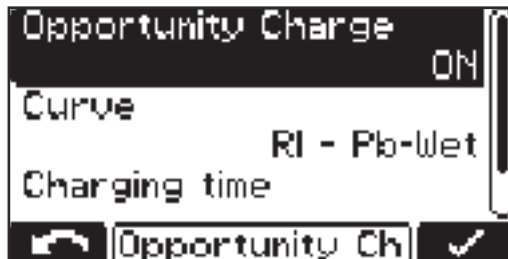 Opportunity Charge
ON
Curve
RI - Pb-Wet
Charging time
Opportunity Ch